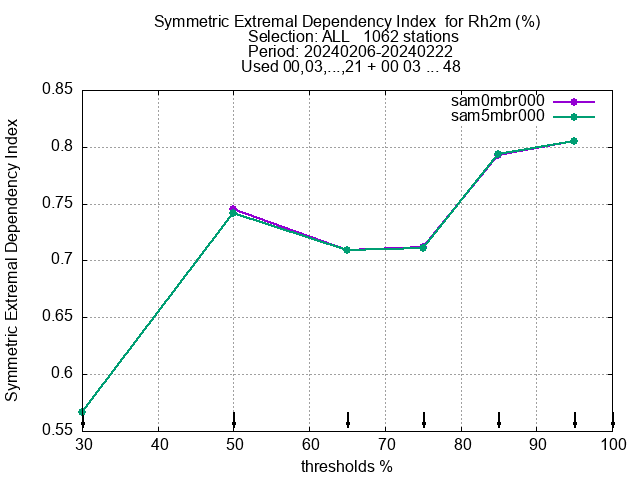 Symmetric Extremal Dependency Index  for Rh2m (%)
Selection: ALL   1062 stations
Period: 20240206-20240222
Used 00,03,...,21 + 00 03 ... 48
sam0mbr000
sam5mbr000
Symmetric Extremal Dependency Index
0.85
0.8
0.75
0.7
0.65
0.6
0.55
30 40 50 60 70 80 90 100
thresholds %